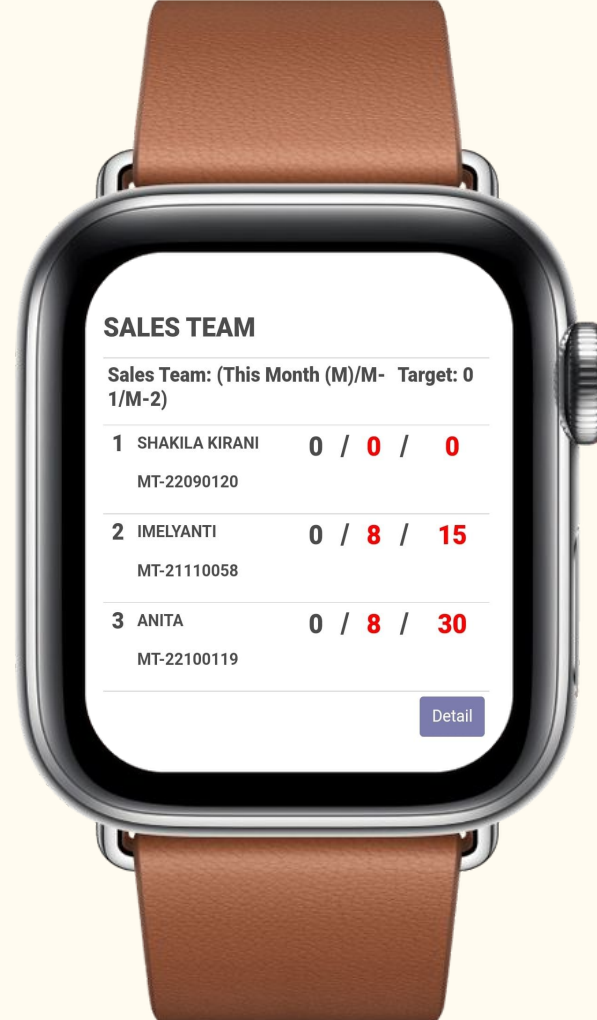 SALES TEAM
Sales Team: (This Month (M)/M- Target: 0
1/M-2)
1 SHAKILA KIRANI 0 / 0 / 0
MT-22090120
2 IMELYANTI 0 / 8 / 15
MT-21110058
3 ANITA 0 / 8 / 30
MT-22100119
Detail